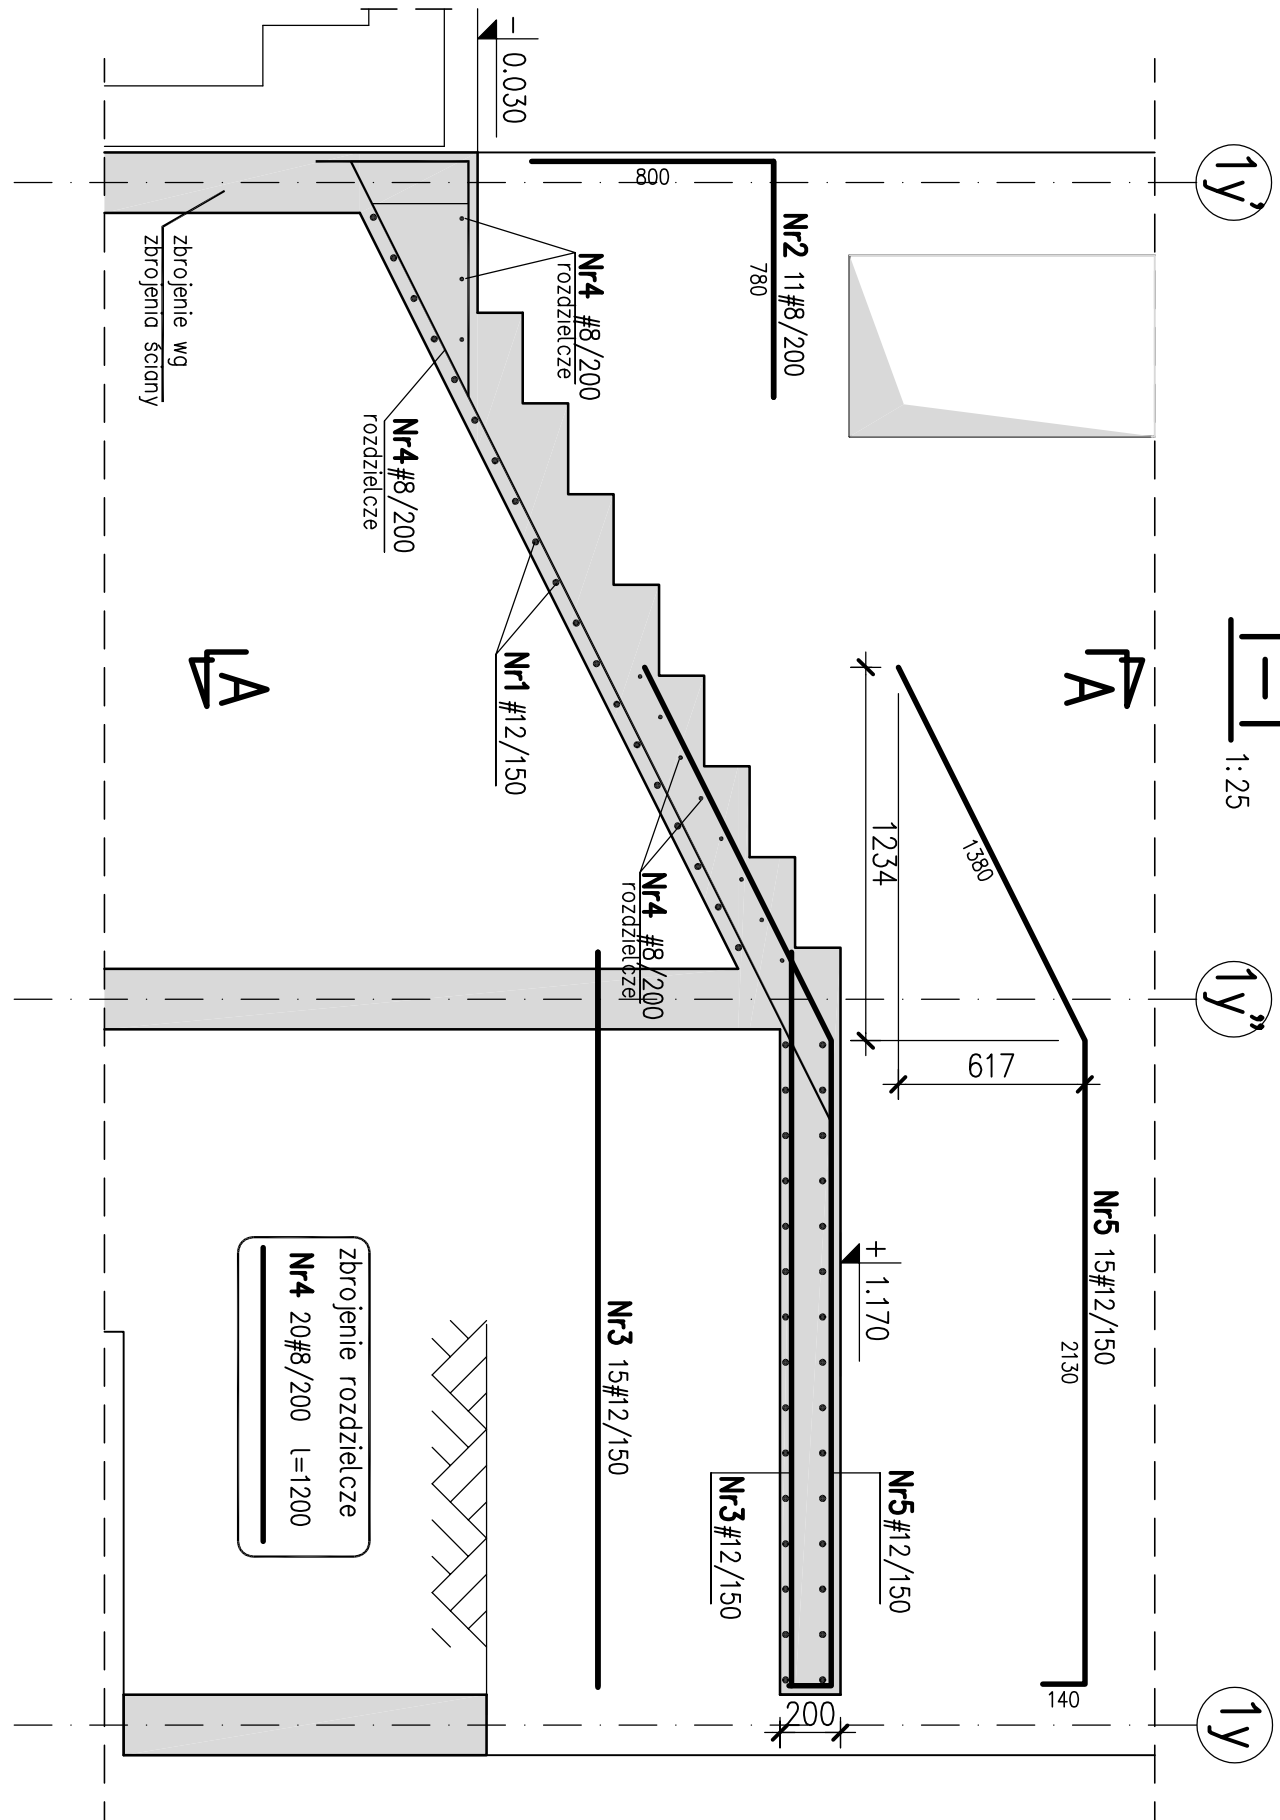 I-I
1:25
1y'
1y"
1y
- 0.030
800
Nr2 11#8/200
780
Nr4 #8/200
rozdzielcze
zbrojenie wg
zbrojenia ściany
Nr4 #8/200
rozdzielcze
A
A
Nr1 #12/150
1234
1380
Nr4 #8/200
rozdzielcze
617
Nr5 15#12/150
2130
+ 1.170
Nr3 15#12/150
zbrojenie rozdzielcze
Nr4 20#8/200 l=1200
Nr5 #12/150
Nr3 #12/150
140
200